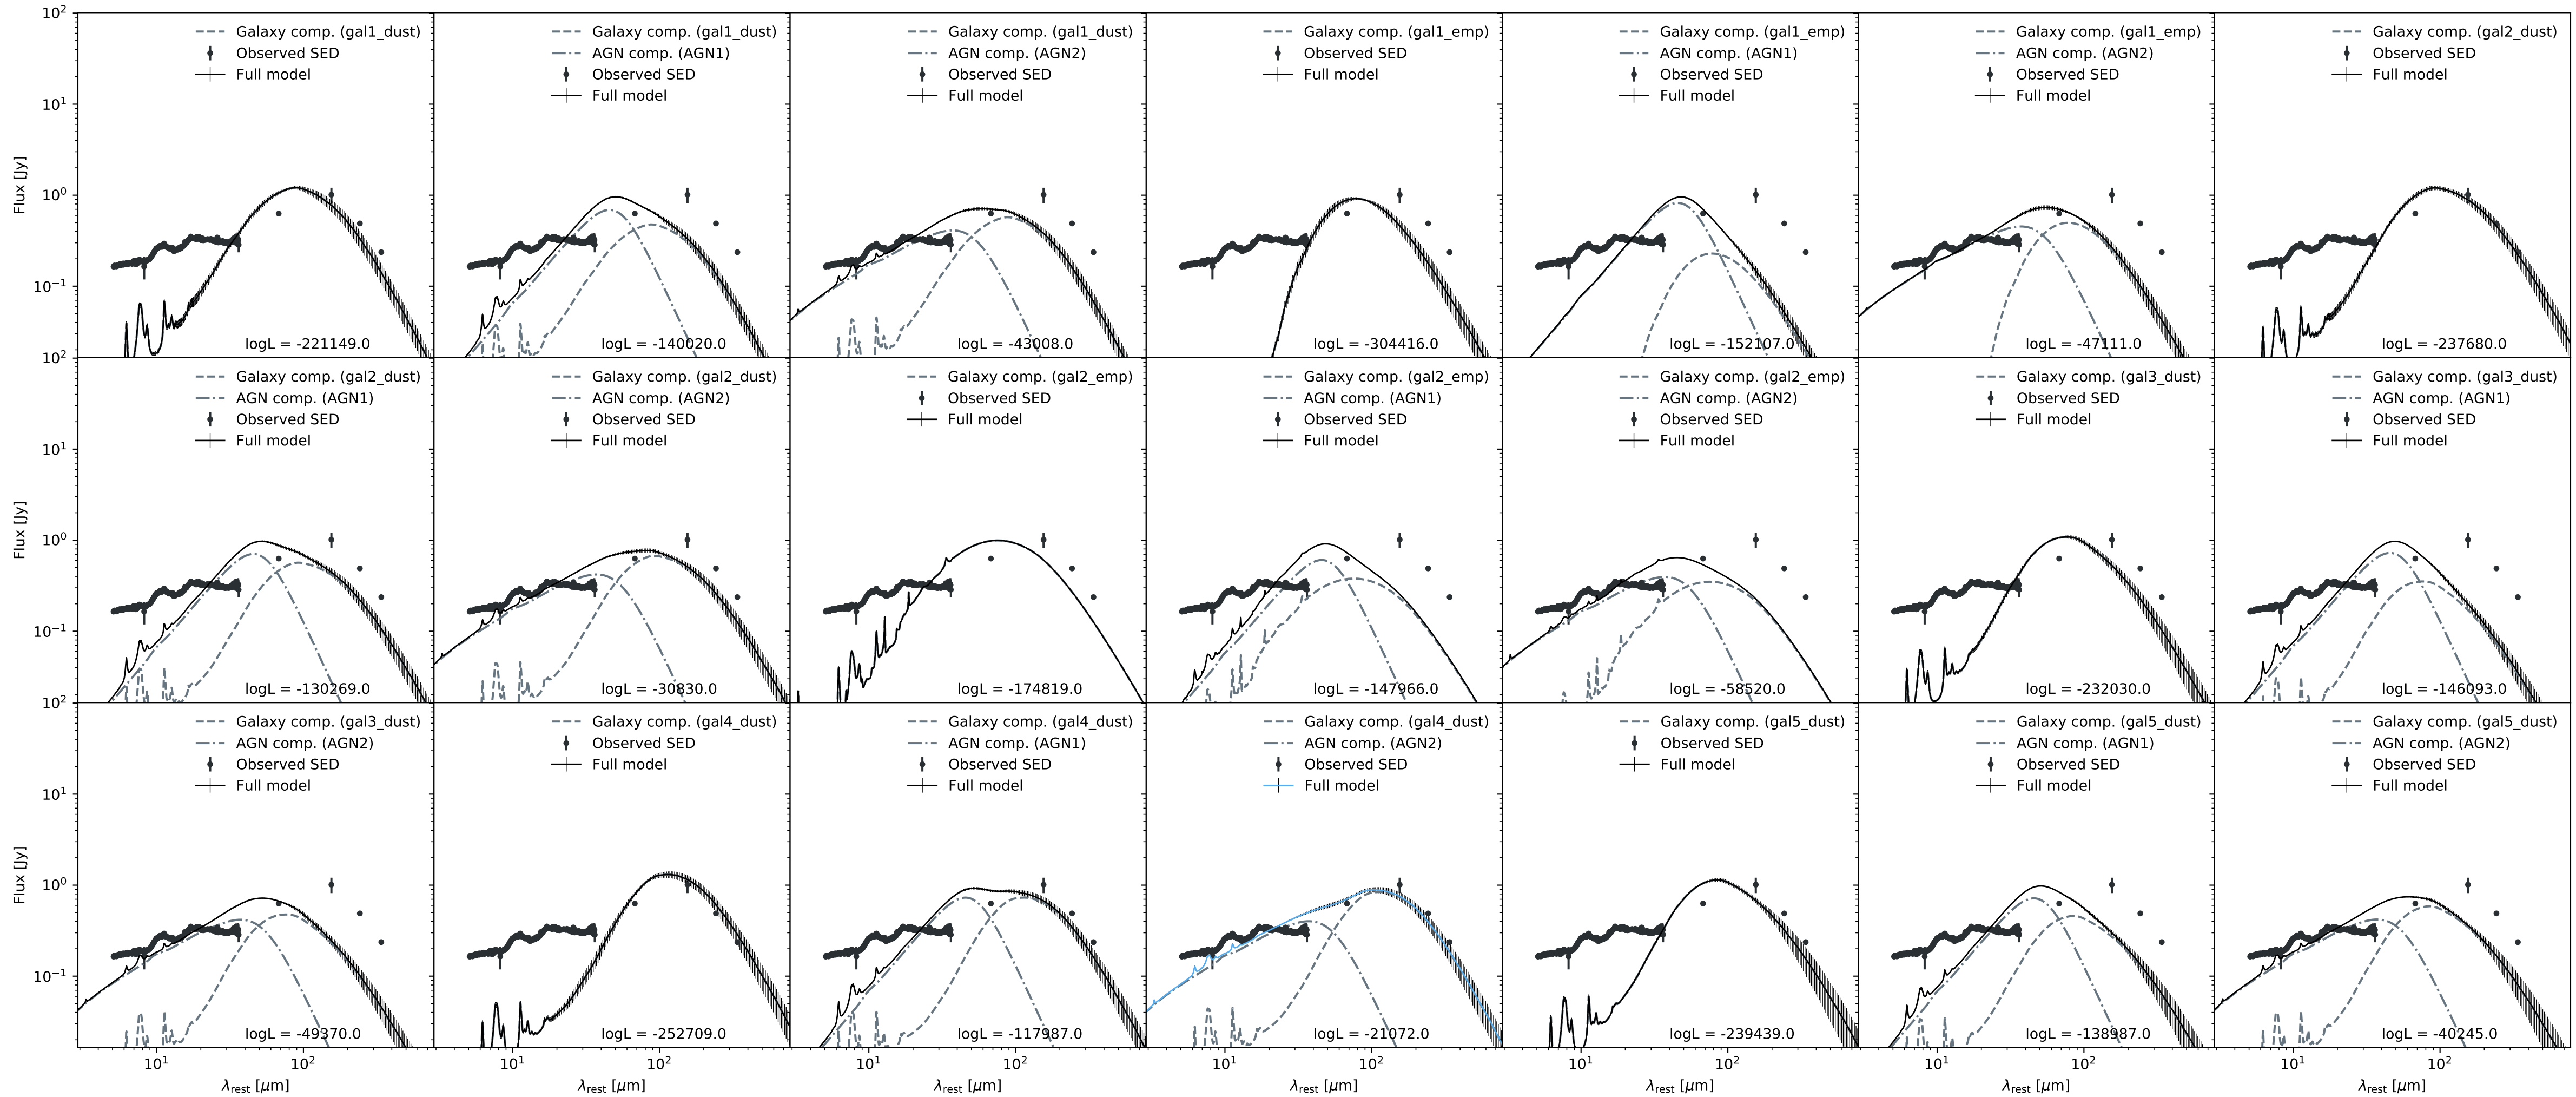 10²
10¹
10⁰
10⁻¹
Flux [Jy]
Galaxy comp. (gal1_dust)
Observed SED
Full model
logL = -221149.0
Galaxy comp. (gal1_dust)
AGN comp. (AGN1)
Observed SED
Full model
logL = -140020.0
Galaxy comp. (gal1_dust)
AGN comp. (AGN2)
Observed SED
Full model
logL = -43008.0
Galaxy comp. (gal1_emp)
Observed SED
Full model
logL = -304416.0
Galaxy comp. (gal1_emp)
AGN comp. (AGN1)
Observed SED
Full model
logL = -152107.0
Galaxy comp. (gal1_emp)
AGN comp. (AGN2)
Observed SED
Full model
logL = -47111.0
Galaxy comp. (gal2_dust)
Observed SED
Full model
logL = -237680.0
10²
10¹
10⁰
10⁻¹
Flux [Jy]
Galaxy comp. (gal2_dust)
AGN comp. (AGN1)
Observed SED
Full model
logL = -130269.0
Galaxy comp. (gal2_dust)
AGN comp. (AGN2)
Observed SED
Full model
logL = -30830.0
Galaxy comp. (gal2_emp)
Observed SED
Full model
logL = -174819.0
Galaxy comp. (gal2_emp)
AGN comp. (AGN1)
Observed SED
Full model
logL = -147966.0
Galaxy comp. (gal2_emp)
AGN comp. (AGN2)
Observed SED
Full model
logL = -58520.0
Galaxy comp. (gal3_dust)
Observed SED
Full model
logL = -232030.0
Galaxy comp. (gal3_dust)
AGN comp. (AGN1)
Observed SED
Full model
logL = -146093.0
10²
10¹
10⁰
10⁻¹
Flux [Jy]
Galaxy comp. (gal3_dust)
AGN comp. (AGN2)
Observed SED
Full model
logL = -49370.0
Galaxy comp. (gal4_dust)
Observed SED
Full model
logL = -252709.0
Galaxy comp. (gal4_dust)
AGN comp. (AGN1)
Observed SED
Full model
logL = -117987.0
Galaxy comp. (gal4_dust)
AGN comp. (AGN2)
Observed SED
Full model
logL = -21072.0
Galaxy comp. (gal5_dust)
Observed SED
Full model
logL = -239439.0
Galaxy comp. (gal5_dust)
AGN comp. (AGN1)
Observed SED
Full model
logL = -138987.0
Galaxy comp. (gal5_dust)
AGN comp. (AGN2)
Observed SED
Full model
logL = -40245.0
10¹ 10² 10¹ 10² 10¹ 10² 10¹ 10² 10¹ 10² 10¹ 10² 10¹ 10²
λrest [μm] λrest [μm] λrest [μm] λrest [μm] λrest [μm] λrest [μm] λrest [μm]